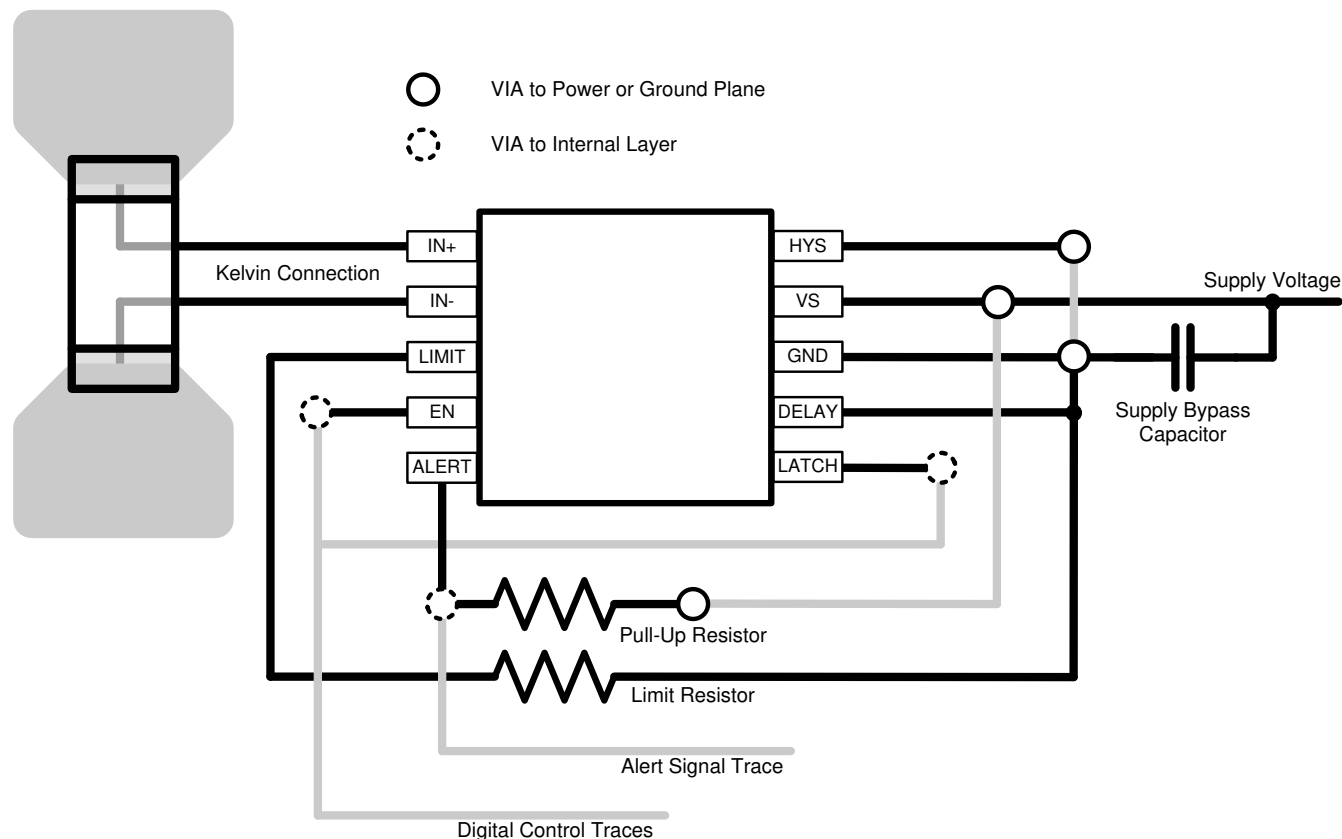 VIA to Power or Ground Plane
VIA to Internal Layer
IN+
HYS
Kelvin Connection
Supply Voltage
IN-
VS
LIMIT
GND
EN
DELAY
Supply Bypass
Capacitor
ALERT
LATCH
Pull-Up Resistor
Limit Resistor
Alert Signal Trace
Digital Control Traces